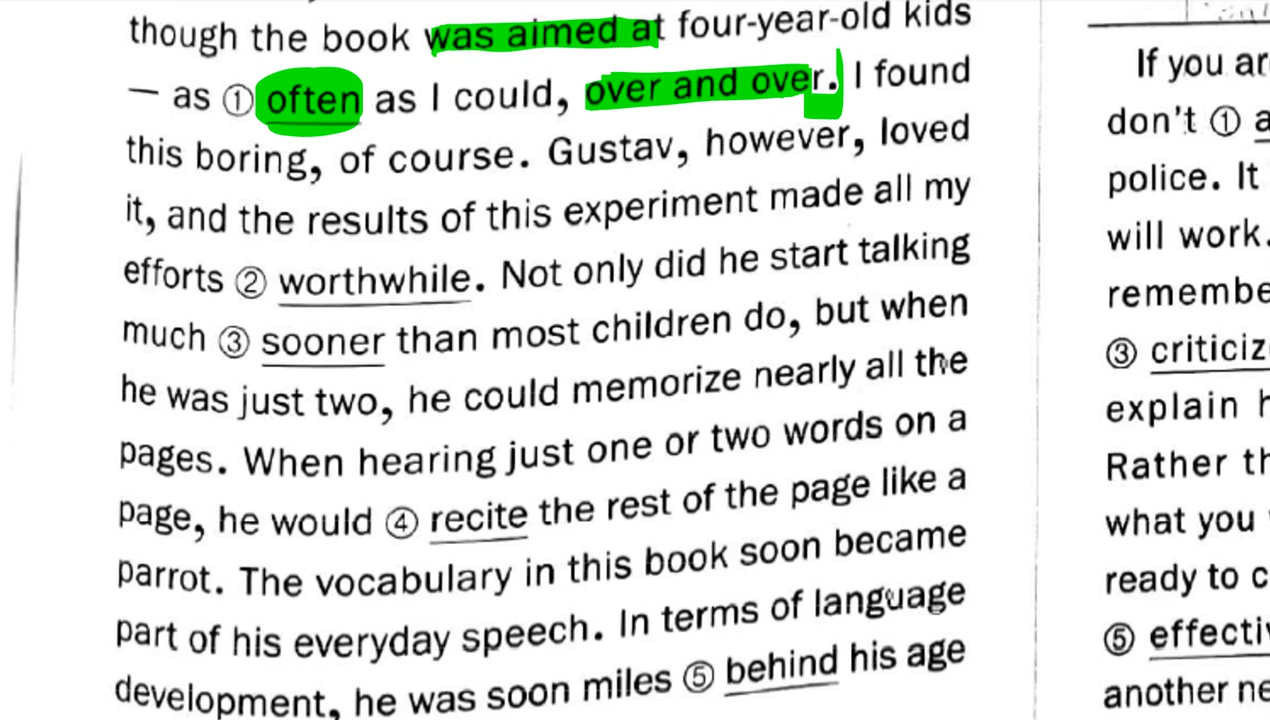 though the book was aimed at four-year-old kids
— as ① often as I could, over and over. I found
this boring, of course. Gustav, however, loved
it, and the results of this experiment made all my
efforts ② worthwhile. Not only did he start talking
much ③ sooner than most children do, but when
he was just two, he could memorize nearly all the
pages. When hearing just one or two words on a
page, he would ④ recite the rest of the page like a
parrot. The vocabulary in this book soon became
part of his everyday speech. In terms of language
development, he was soon miles ⑤ behind his age
If you
don't ①
police. It
will work.
③
explain
Rather
what you
ready to
⑤
another